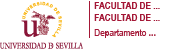 UNIVERSIDAD D SEVILLA
FACULTAD DE ...
FACULTAD DE ...
Departamento ...